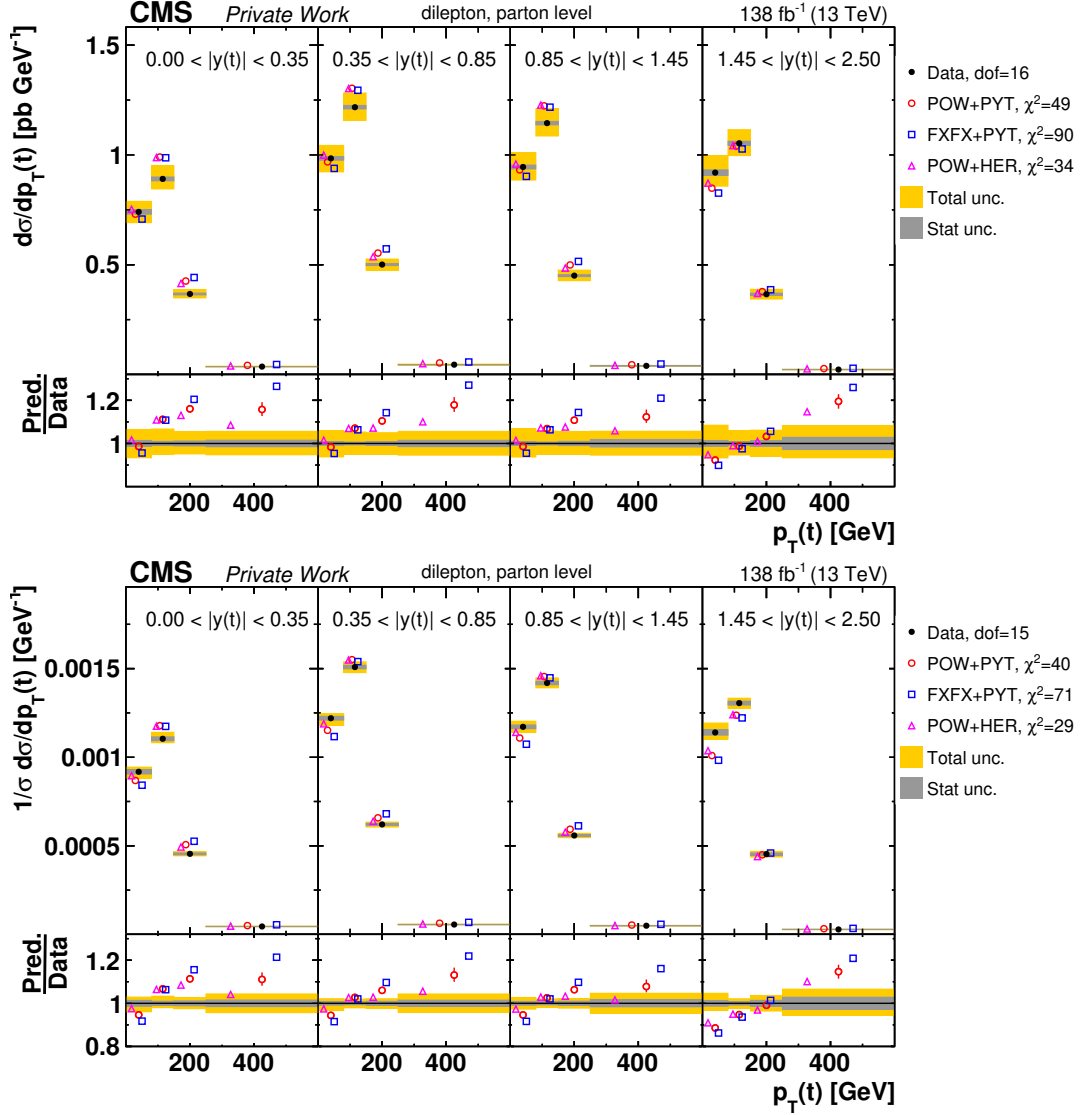 CMS Private Work dilepton, parton level 138 fb⁻¹ (13 TeV)
dσ/dp_T(t) [pb GeV⁻¹]
1.5
1
0.5
0.00 < |y(t)| < 0.35
0.35 < |y(t)| < 0.85
0.85 < |y(t)| < 1.45
1.45 < |y(t)| < 2.50
Data, dof=16
POW+PYT, χ²=49
FXFX+PYT, χ²=90
POW+HER, χ²=34
Total unc.
Stat unc.
Pred.
Data
1.2
1
200 400 200 400 200 400 200 400
p_T(t) [GeV]
CMS Private Work dilepton, parton level 138 fb⁻¹ (13 TeV)
1/σ dσ/dp_T(t) [GeV⁻¹]
0.0015
0.001
0.0005
0.00 < |y(t)| < 0.35
0.35 < |y(t)| < 0.85
0.85 < |y(t)| < 1.45
1.45 < |y(t)| < 2.50
Data, dof=15
POW+PYT, χ²=40
FXFX+PYT, χ²=71
POW+HER, χ²=29
Total unc.
Stat unc.
Pred.
Data
1.2
1.0
0.8
200 400 200 400 200 400 200 400
p_T(t) [GeV]